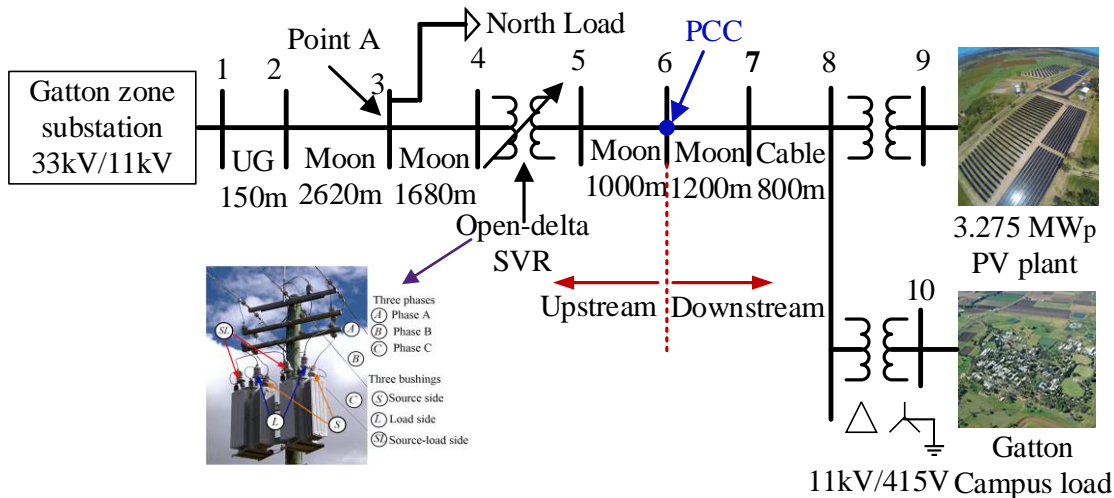 North Load
Point A
PCC
Gatton zone
substation
33kV/11kV
1
2
3
4
5
6
7
8
9
UG
150m
Moon
2620m
Moon
1680m
Moon
1000m
Moon
1200m
Cable
800m
Open-delta
SVR
Upstream
Downstream
3.275 MWp
PV plant
10
Three phases
A Phase A
B Phase B
C Phase C
Three bushings
S Source side
L Load side
SL Source-load side
SL
A
B
C
L
S
11kV/415V
Gatton
Campus load